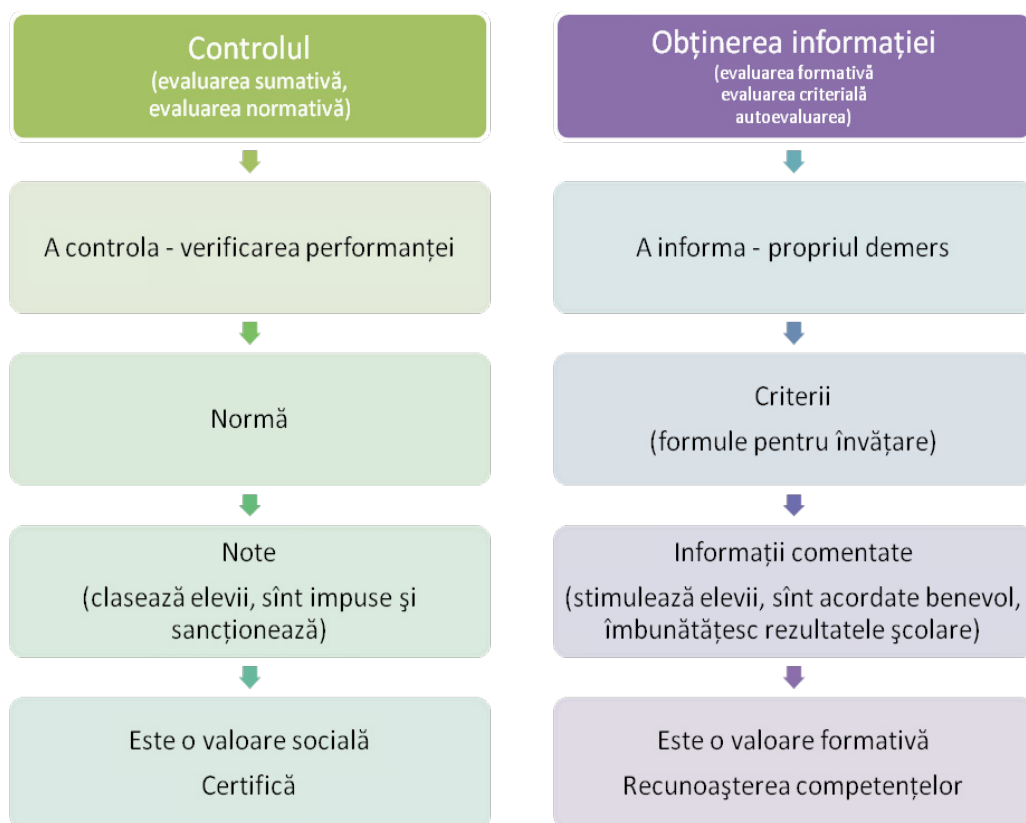 Controlul
(evaluarea sumativă,
evaluarea normativă)
A controla - verificarea performanței
Normă
Note
(clasează elevii, sînt impuse şi
sancționează)
Este o valoare socială
Certifică
Obținerea informației
(evaluarea formativă
evaluarea criterială
autoevaluarea)
A informa - propriul demers
Criterii
(formule pentru învățare)
Informații comentate
(stimulează elevii, sînt acordate benevol,
îmbunătățesc rezultatele şcolare)
Este o valoare formativă
Recunoaşterea competențelor